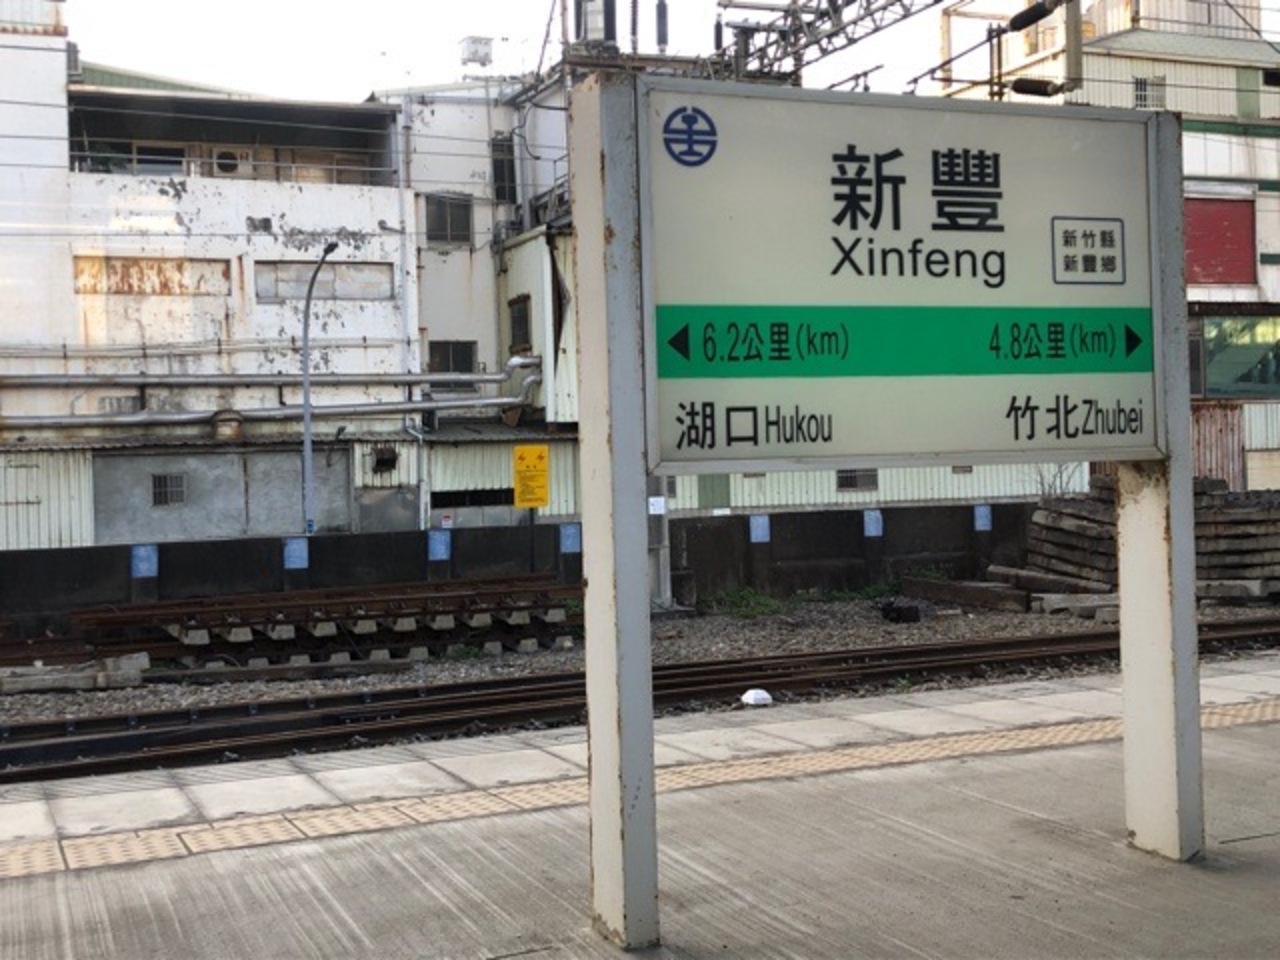 新豐
Xinfeng
新竹縣
新豐鄉
6.2公里(km)
4.8公里(km)
湖口Hukou
竹北Zhubei